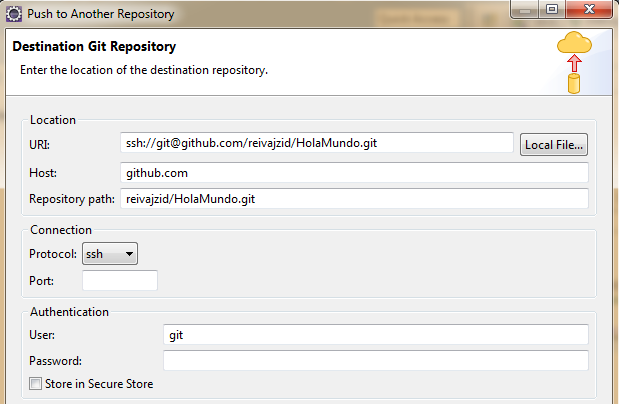 Push to Another Repository
Quick Access
Destination Git Repository
Enter the location of the destination repository.
Location
URI: ssh://git@github.com/reivajzid/HolaMundo.git Local File...
Host: github.com
Repository path: reivajzid/HolaMundo.git
Connection
Protocol: ssh
Port:
Authentication
User: git
Password:
Store in Secure Store